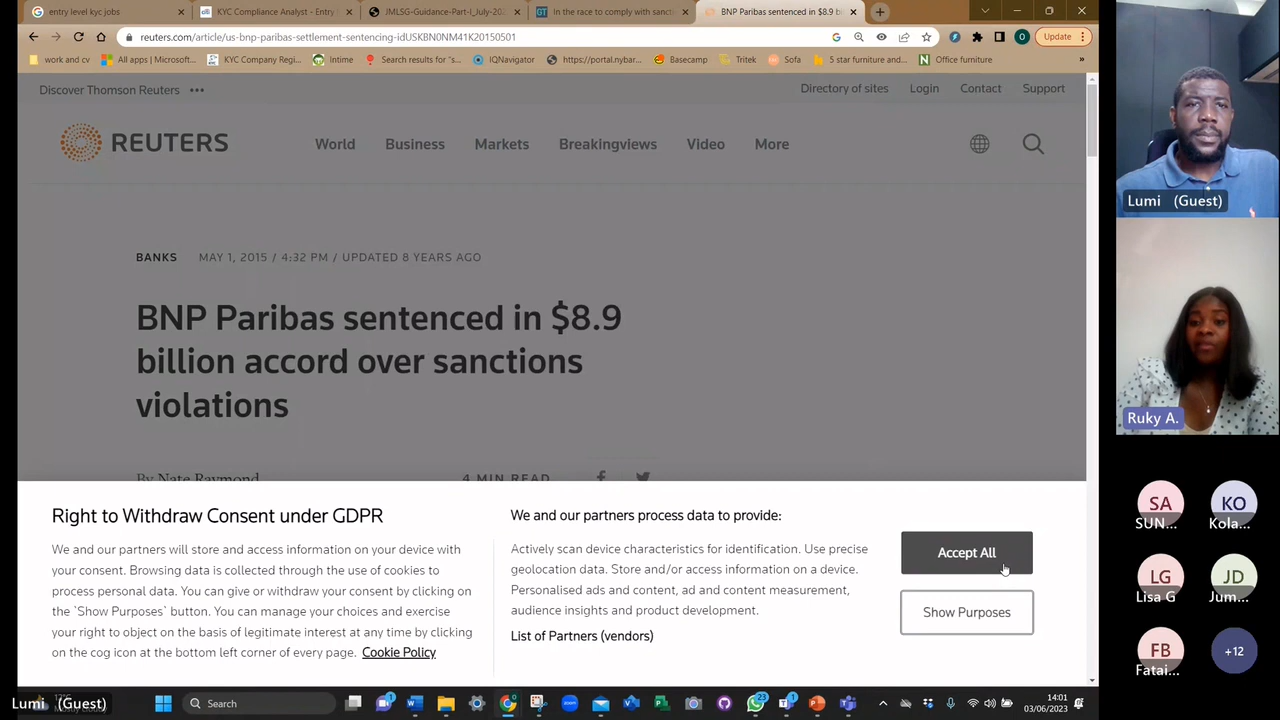 entry level kyc jobs
KYC Compliance Analyst - Entry
JMLSG-Guidance-Part-I_July-202
In the race to comply with sancti
BNP Paribas sentenced in $8.9 b
reuters.com/article/us-bnp-paribas-settlement-sentencing-idUSKBN0NM41K20150501
O
Update
work and cv
All apps | Microsoft...
KYC Company Regi...
Intime
Search results for "s...
IQNavigator
https://portal.nybar...
Basecamp
Tritek
Sofa
5 star furniture and...
Office furniture
»
Discover Thomson Reuters •••
Directory of sites
Login
Contact
Support
REUTERS
World
Business
Markets
Breakingviews
Video
More
BANKS MAY 1, 2015 / 4:32 PM / UPDATED 8 YEARS AGO
BNP Paribas sentenced in $8.9
billion accord over sanctions
violations
By Nate Raymond
4 MIN READ
Right to Withdraw Consent under GDPR
We and our partners will store and access information on your device with
your consent. Browsing data is collected through the use of cookies to
process personal data. You can give or withdraw your consent by clicking on
the `Show Purposes` button. You can manage your choices and exercise
your right to object on the basis of legitimate interest at any time by clicking
on the cog icon at the bottom left corner of every page. Cookie Policy
We and our partners process data to provide:
Actively scan device characteristics for identification. Use precise
geolocation data. Store and/or access information on a device.
Personalised ads and content, ad and content measurement,
audience insights and product development.
List of Partners (vendors)
Accept All
Show Purposes
Lumi (Guest)
Ruky A.
SA
SUN...
KO
Kola...
LG
Lisa G
JD
Jum...
FB
Fatai...
+12
Lumi (Guest)
12°C
Search
1
23
1
14:01
03/06/2023